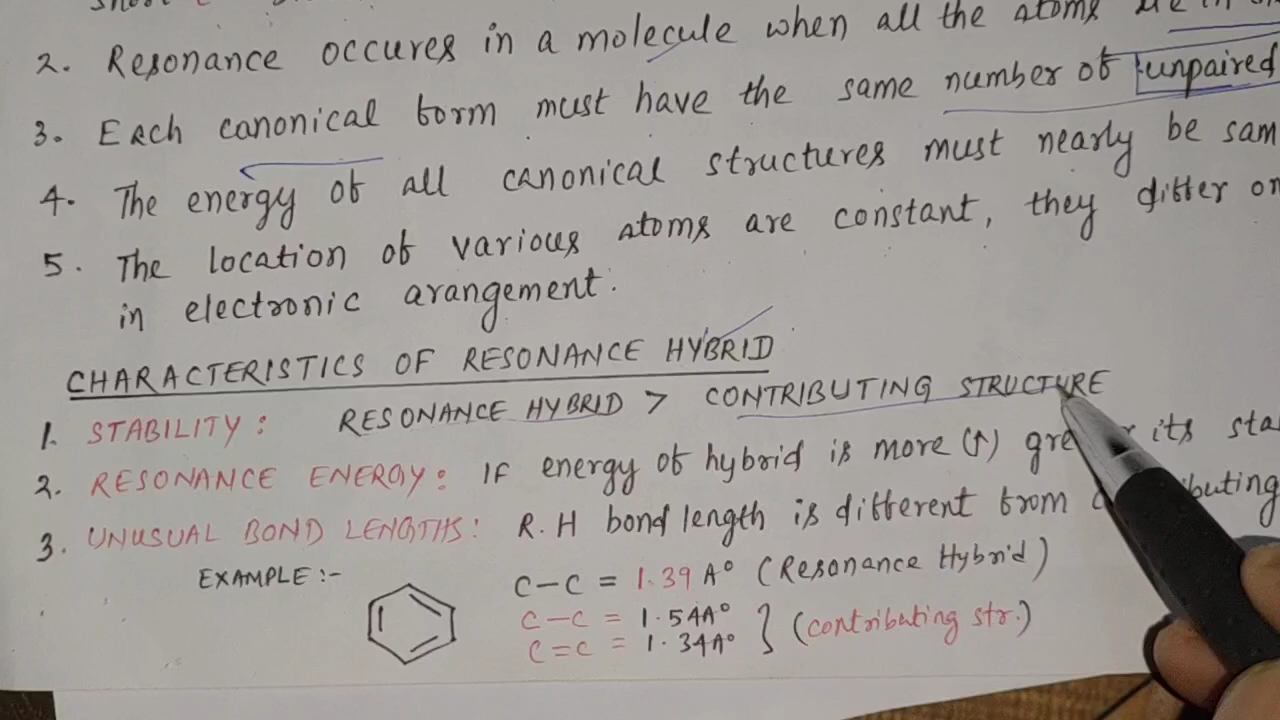 2. Resonance occures in a molecule when all the atoms
3. Each canonical form must have the same number of unpaired
4. The energy of all canonical structures must nearly be sam
5. The location of various atoms are constant, they differ on
in electronic arangement.
CHARACTERISTICS OF RESONANCE HYBRID
1. STABILITY: RESONANCE HYBRID > CONTRIBUTING STRUCTURE
2. RESONANCE ENERGY: IF energy of hybrid is more (↑) its sta
3. UNUSUAL BOND LENGTHS: R.H bond length is different from
EXAMPLE:- C-C = 1.39 A° (Resonance Hybrid)
C-C = 1.54A°
C=C = 1.34A° } (contributing str.)